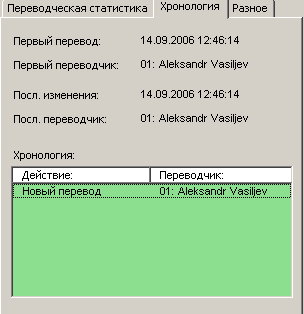 Переводческая статистика Хронология Разное
Первый перевод: 14.09.2006 12:46:14
Первый переводчик: 01: Aleksandr Vasiljev
Посл. изменения: 14.09.2006 12:46:14
Посл. переводчик: 01: Aleksandr Vasiljev
Хронология:
Действие: Переводчик:
Новый перевод 01: Aleksandr Vasiljev